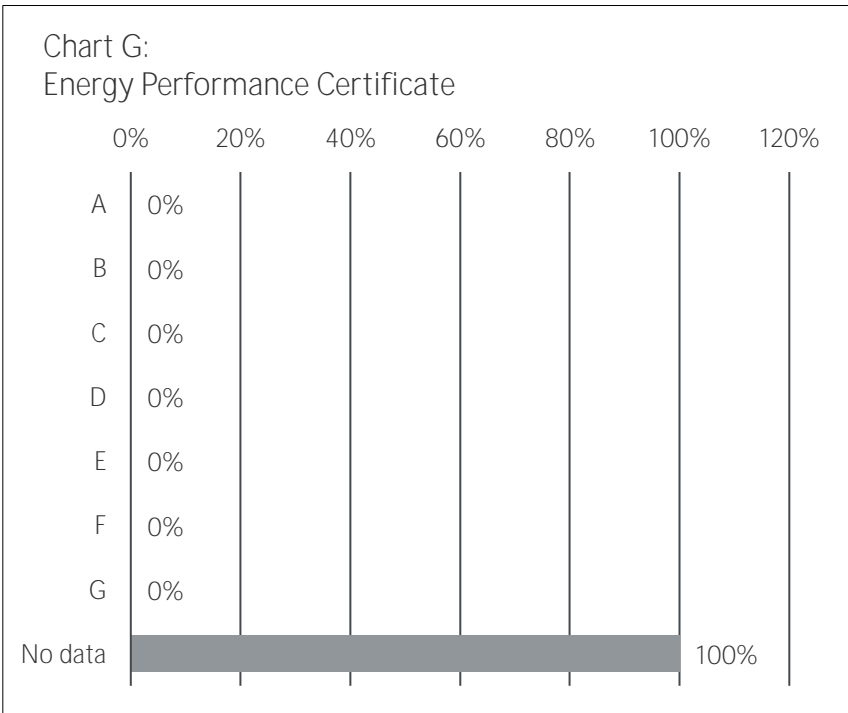 Chart G:
Energy Performance Certificate
0% 20% 40% 60% 80% 100% 120%
A 0%
B 0%
C 0%
D 0%
E 0%
F 0%
G 0%
No data 100%